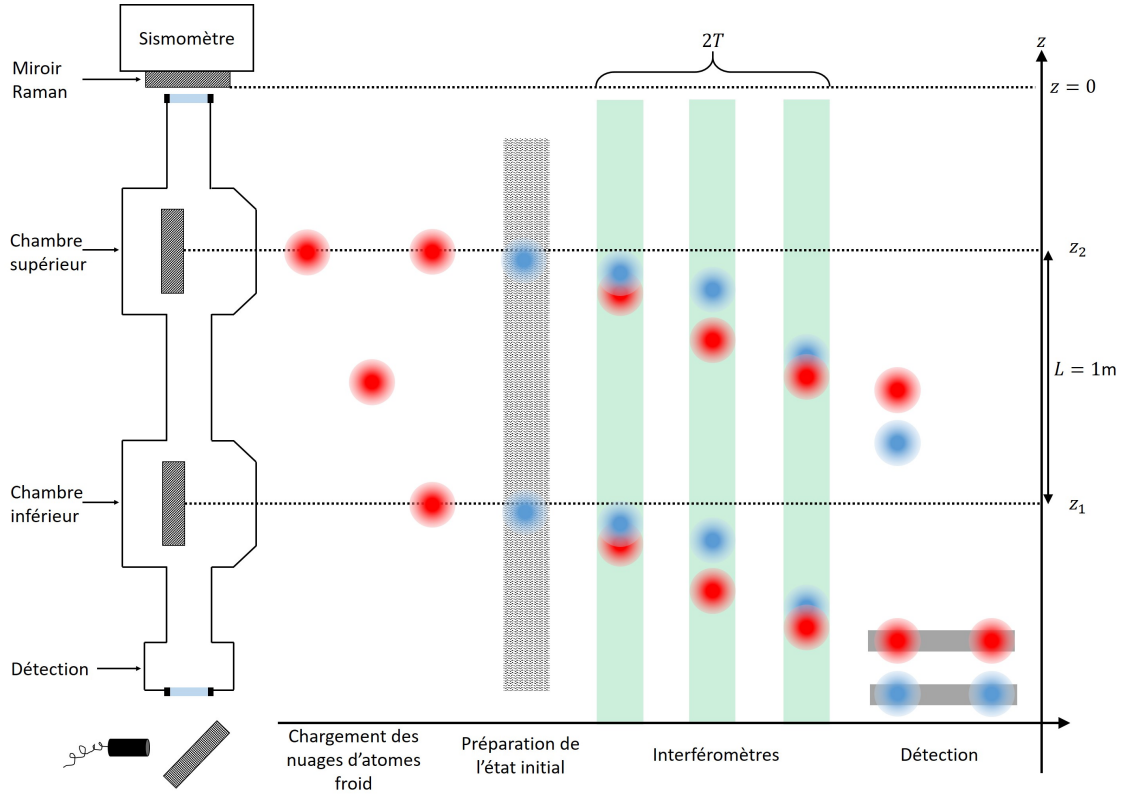 Sismomètre
Miroir
Raman
2T
z
z = 0
Chambre
supérieur
z₂
L = 1m
Chambre
inférieur
z₁
Détection
Chargement des
nuages d’atomes
froid
Préparation de
l’état initial
Interféromètres
Détection